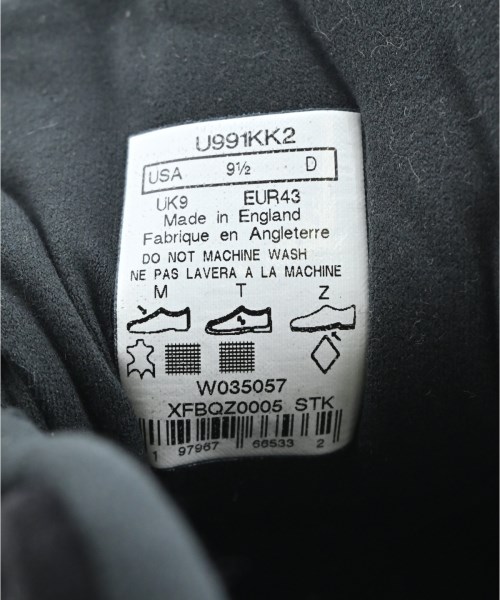 U991KK2
USA 9½ D
UK9 EUR43
Made in England
Fabrique en Angleterre
DO NOT MACHINE WASH
NE PAS LAVERA A LA MACHINE
M T Z
W035057
XFBQZ0005 STK
1 97967 66533 2